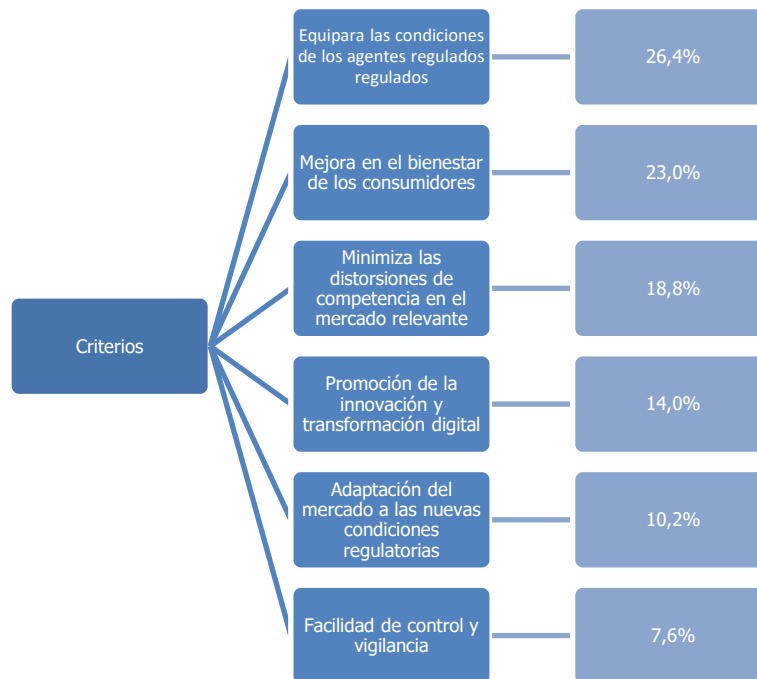 Criterios
Equipara las condiciones
de los agentes regulados
regulados
26,4%
Mejora en el bienestar
de los consumidores
23,0%
Minimiza las
distorsiones de
competencia en el
mercado relevante
18,8%
Promoción de la
innovación y
transformación digital
14,0%
Adaptación del
mercado a las nuevas
condiciones
regulatorias
10,2%
Facilidad de control y
vigilancia
7,6%